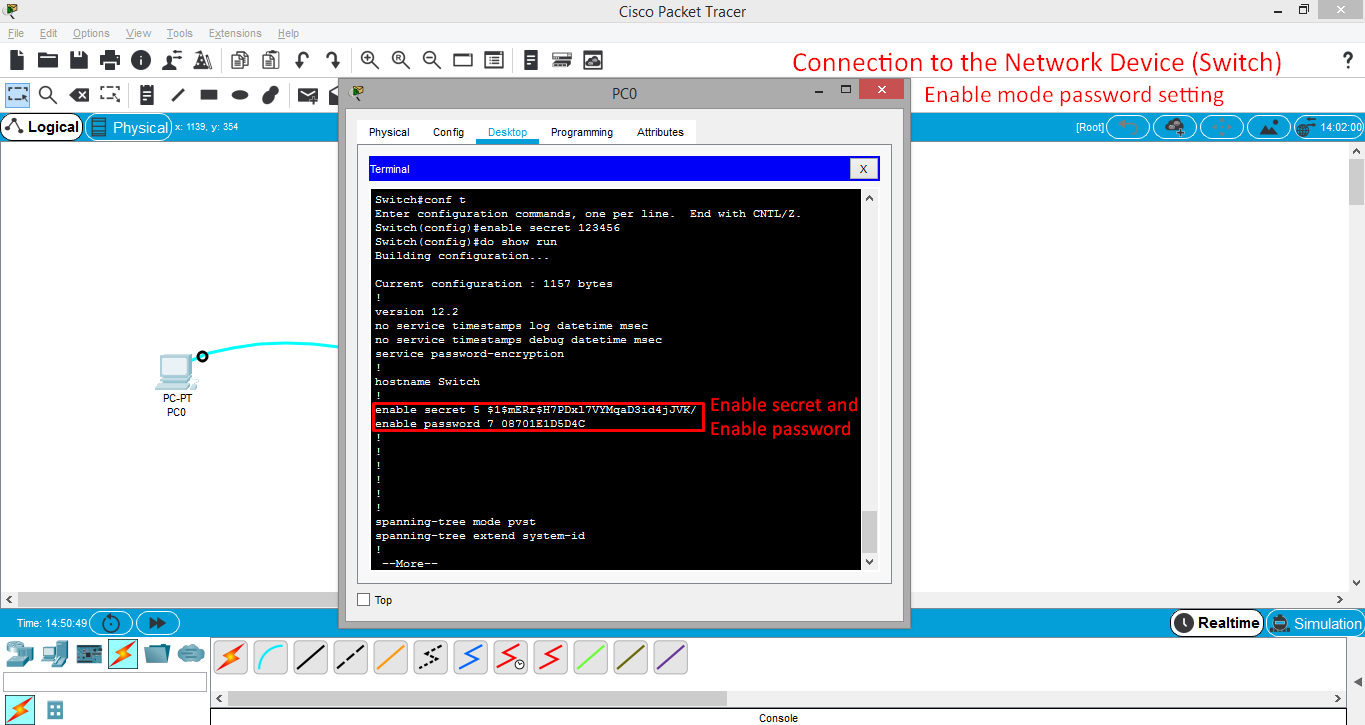 Cisco Packet Tracer
File Edit Options View Tools Extensions Help
Connection to the Network Device (Switch)
?
Enable mode password setting
Logical
Physical
x: 1139, y: 354
[Root]
14:02:00
PC0
Physical Config Desktop Programming Attributes
Terminal
X
Switch#conf t
Enter configuration commands, one per line.  End with CNTL/Z.
Switch(config)#enable secret 123456
Switch(config)#do show run
Building configuration...
Current configuration : 1157 bytes
!
version 12.2
no service timestamps log datetime msec
no service timestamps debug datetime msec
service password-encryption
!
hostname Switch
!
enable secret 5 $1$mERr$H7PDxl7VYMqaD3id4jJVK/
enable password 7 08701E1D5D4C
!
!
!
!
!
!
spanning-tree mode pvst
spanning-tree extend system-id
!
--More--
Enable secret and
Enable password
PC-PT
PC0
Top
Time: 14:50:49
Realtime
Simulation
Console